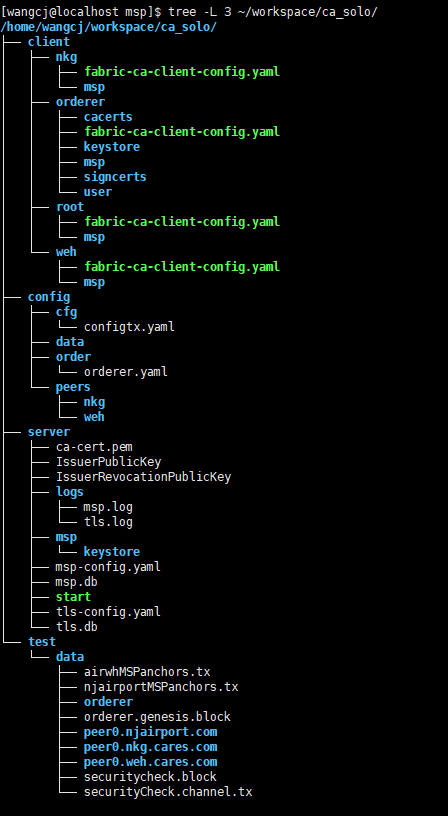 [wangcj@localhost msp]$ tree -L 3 ~/workspace/ca_solo/
/home/wangcj/workspace/ca_solo/
├── client
│   ├── nkg
│   │   ├── fabric-ca-client-config.yaml
│   │   └── msp
│   ├── orderer
│   │   ├── cacerts
│   │   ├── fabric-ca-client-config.yaml
│   │   ├── keystore
│   │   ├── msp
│   │   ├── signcerts
│   │   └── user
│   ├── root
│   │   ├── fabric-ca-client-config.yaml
│   │   └── msp
│   └── weh
│       ├── fabric-ca-client-config.yaml
│       └── msp
├── config
│   ├── cfg
│   │   └── configtx.yaml
│   ├── data
│   ├── order
│   │   └── orderer.yaml
│   └── peers
│       ├── nkg
│       └── weh
├── server
│   ├── ca-cert.pem
│   ├── IssuerPublicKey
│   ├── IssuerRevocationPublicKey
│   ├── logs
│   │   ├── msp.log
│   │   └── tls.log
│   ├── msp
│   │   └── keystore
│   ├── msp-config.yaml
│   ├── msp.db
│   ├── start
│   ├── tls-config.yaml
│   └── tls.db
└── test
    └── data
        ├── airwhMSPanchors.tx
        ├── njairportMSPanchors.tx
        ├── orderer
        ├── orderer.genesis.block
        ├── peer0.njairport.com
        ├── peer0.nkg.cares.com
        ├── peer0.weh.cares.com
        ├── securitycheck.block
        └── securityCheck.channel.tx